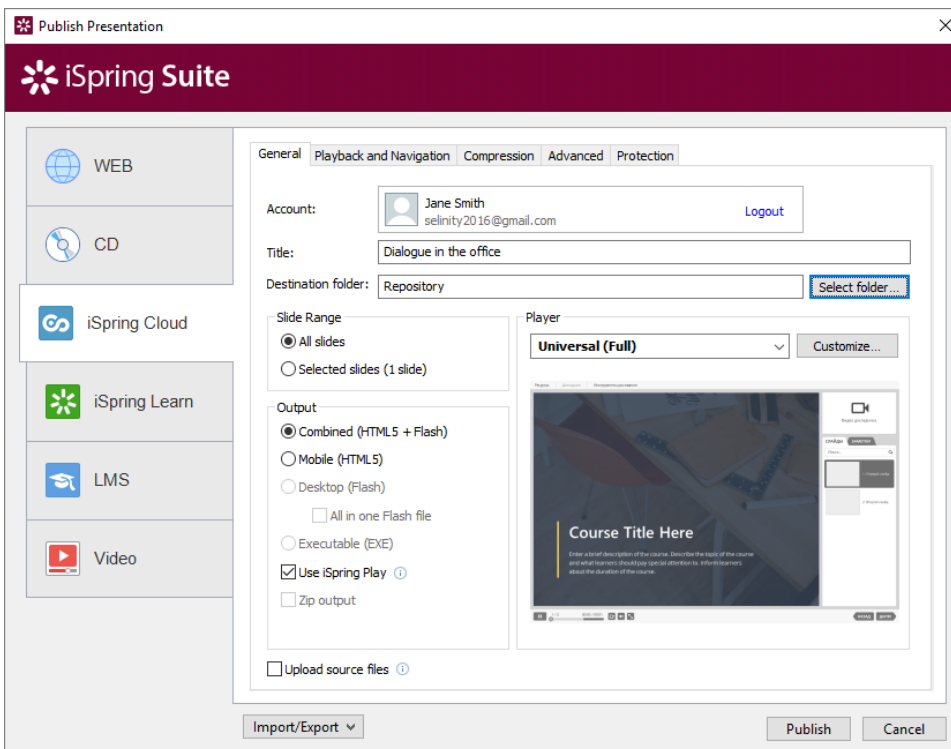 Publish Presentation
iSpring Suite
WEB
CD
iSpring Cloud
iSpring Learn
LMS
Video
General Playback and Navigation Compression Advanced Protection
Account:
Jane Smith
selinity2016@gmail.com
Logout
Title:
Dialogue in the office
Destination folder:
Repository
Select folder...
Slide Range
All slides
Selected slides (1 slide)
Output
Combined (HTML5 + Flash)
Mobile (HTML5)
Desktop (Flash)
All in one Flash file
Executable (EXE)
Use iSpring Play
Zip output
Upload source files
Player
Universal (Full)
Customize...
Course Title Here
Enter a brief description of the course. Describe the topic of the course
and what learners should pay special attention to. Inform learners
about the duration of the course.
Import/Export
Publish
Cancel